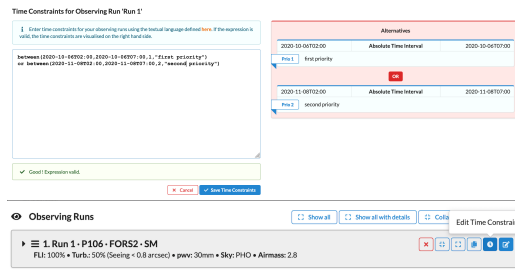 Time Constraints for Observing Run 'Run 1'
Enter time constraints for your observing runs using the textual language defined here. If the expression is
valid, the time constraints are visualised on the right hand side.
between(2020-10-06T02:00,2020-10-06T07:00,1,"first priority")
or between(2020-11-08T02:00,2020-11-08T07:00,2,"second priority")
Good! Expression valid.
Cancel
Save Time Constraints
Alternatives
2020-10-06T02:00 Absolute Time Interval 2020-10-06T07:00
Prio 1 first priority
OR
2020-11-08T02:00 Absolute Time Interval 2020-11-08T07:00
Prio 2 second priority
Observing Runs
Show all
Show all with details
Colla
Edit Time Constrain
1. Run 1 · P106 · FORS2 · SM
FLI: 100% • Turb.: 50% (Seeing < 0.8 arcsec) • pwv: 30mm • Sky: PHO • Airmass: 2.8